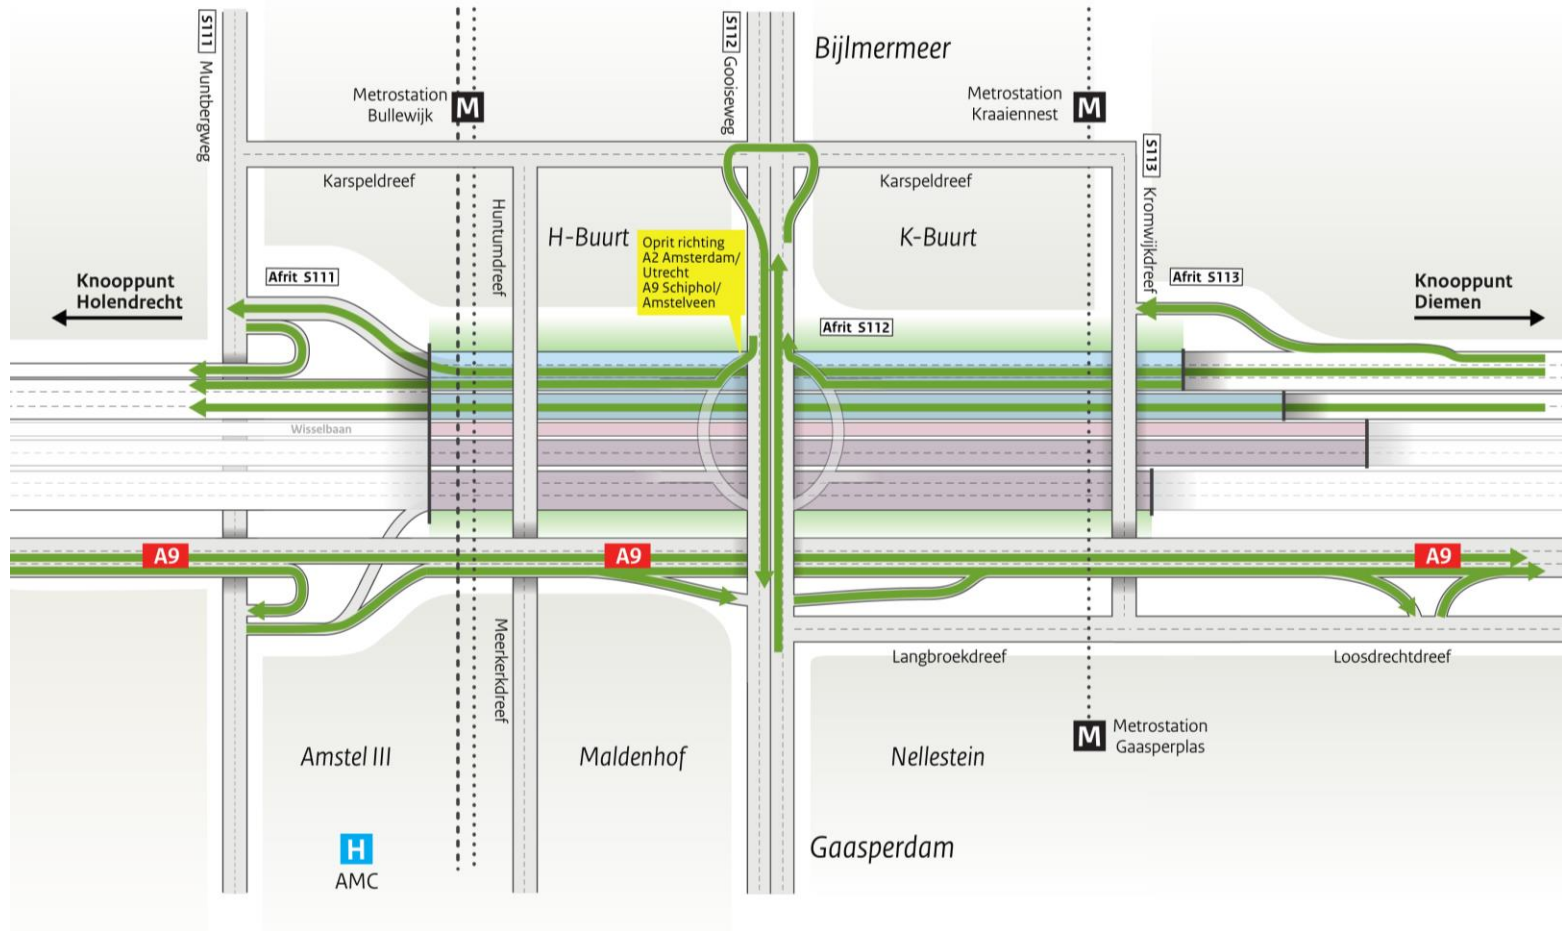 S111
Muntbergweg
S112
Gooiseweg
Bijlmermeer
Metrostation
Bullewijk
M
Metrostation
Kraaiennest
M
S113
Kromwijkdreef
Karspeldreef
Karspeldreef
Huntumdreef
H-Buurt
K-Buurt
Oprit richting
A2 Amsterdam/
Utrecht
A9 Schiphol/
Amstelveen
Knooppunt
Holendrecht
Afrit S111
Afrit S113
Knooppunt
Diemen
Afrit S112
Wisselbaan
A9
A9
A9
Meerkerkdreef
Langbroekdreef
Loosdrechtdreef
Amstel III
Maldenhof
Nellestein
M
Metrostation
Gaasperplas
H
AMC
Gaasperdam